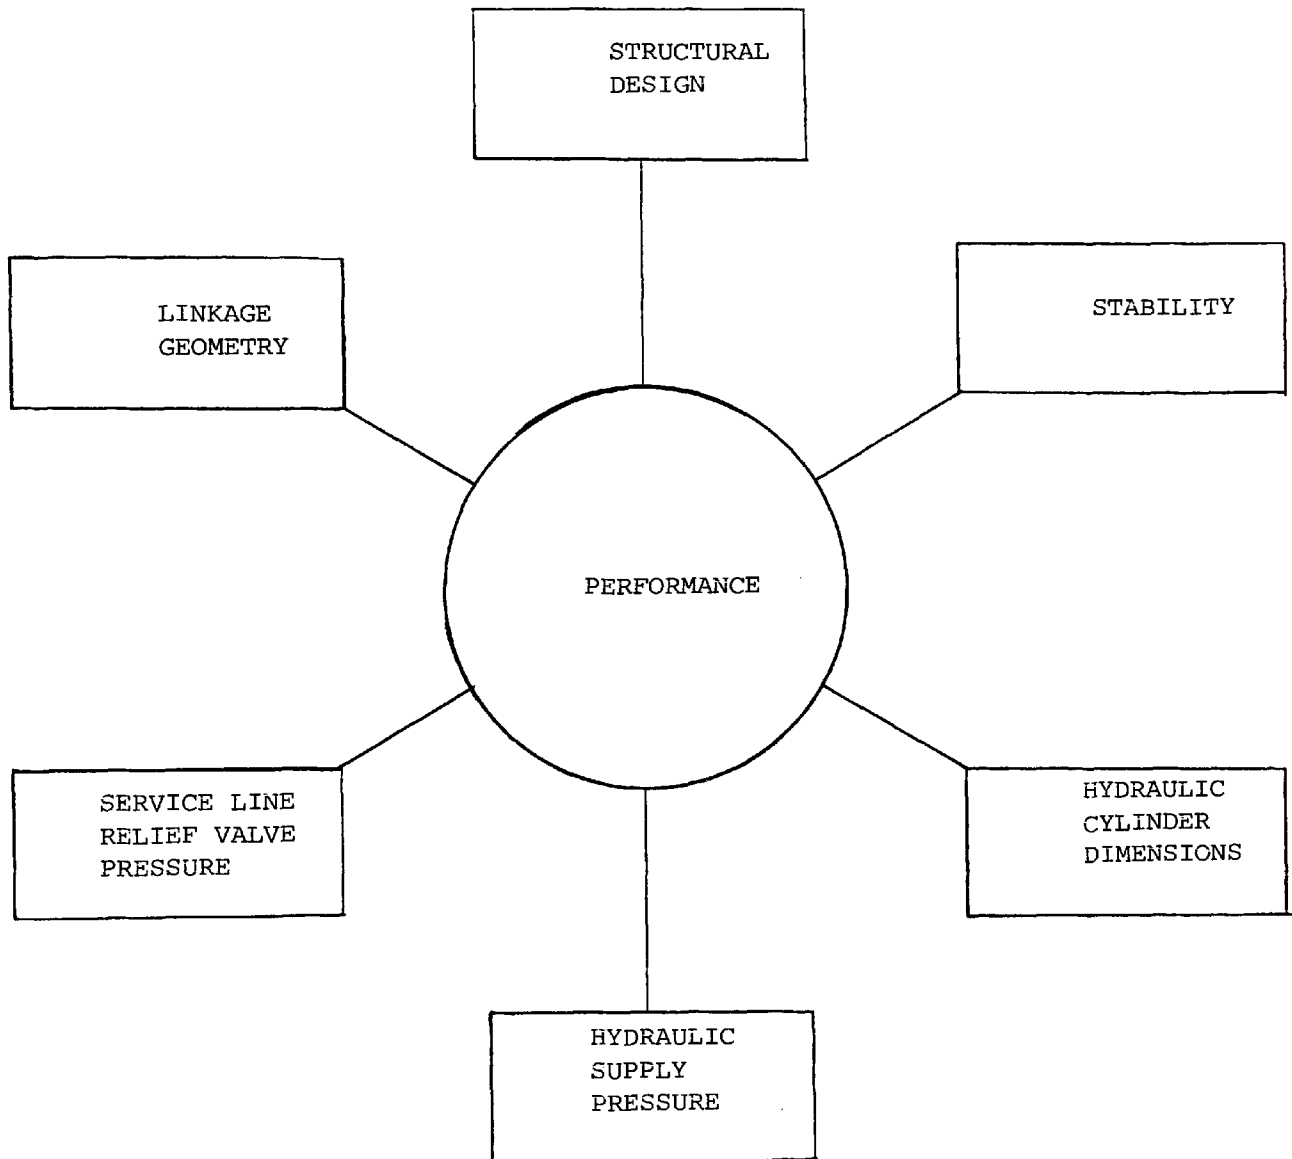 STRUCTURAL
DESIGN
LINKAGE
GEOMETRY
STABILITY
PERFORMANCE
SERVICE LINE
RELIEF VALVE
PRESSURE
HYDRAULIC
CYLINDER
DIMENSIONS
HYDRAULIC
SUPPLY
PRESSURE